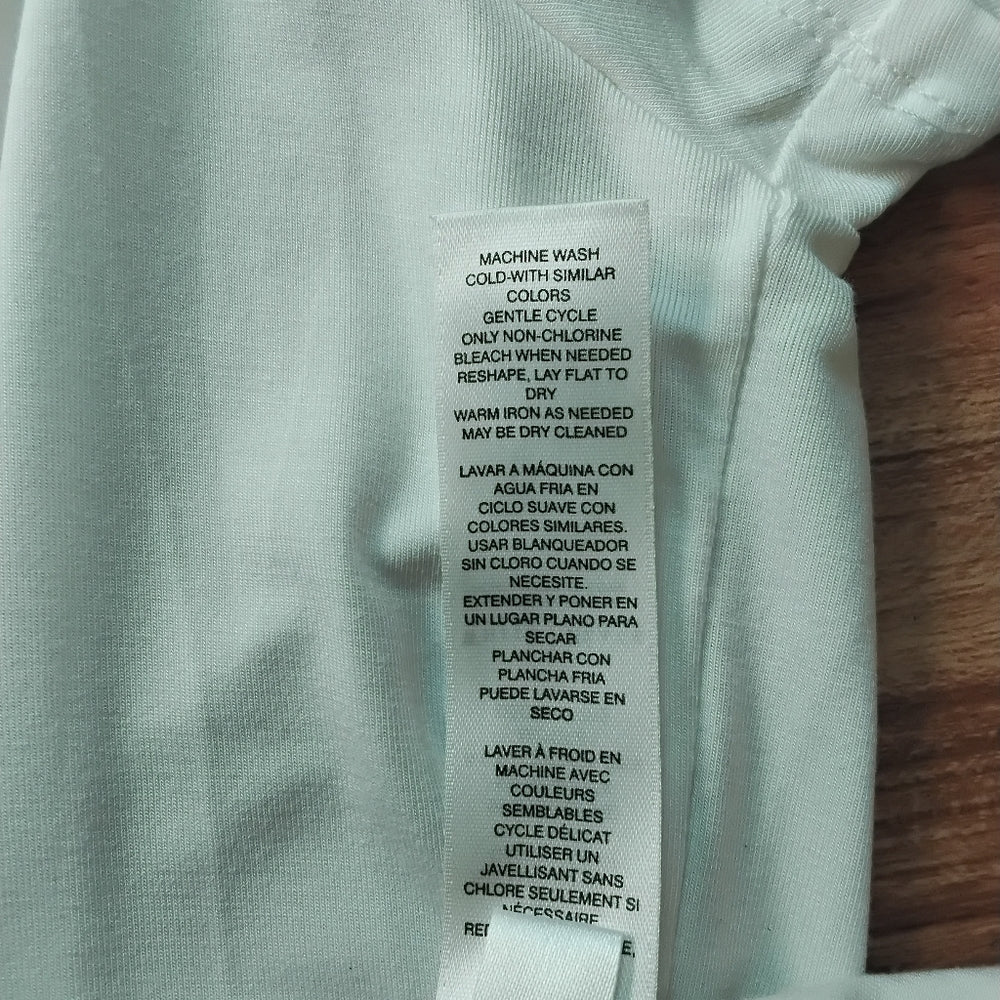 MACHINE WASH
COLD-WITH SIMILAR
COLORS
GENTLE CYCLE
ONLY NON-CHLORINE
BLEACH WHEN NEEDED
RESHAPE, LAY FLAT TO
DRY
WARM IRON AS NEEDED
MAY BE DRY CLEANED
LAVAR A MÁQUINA CON
AGUA FRIA EN
CICLO SUAVE CON
COLORES SIMILARES.
USAR BLANQUEADOR
SIN CLORO CUANDO SE
NECESITE.
EXTENDER Y PONER EN
UN LUGAR PLANO PARA
SECAR
PLANCHAR CON
PLANCHA FRIA
PUEDE LAVARSE EN
SECO
LAVER À FROID EN
MACHINE AVEC
COULEURS
SEMBLABLES
CYCLE DÉLICAT
UTILISER UN
JAVELLISANT SANS
CHLORE SEULEMENT SI
NÉCESSAIRE